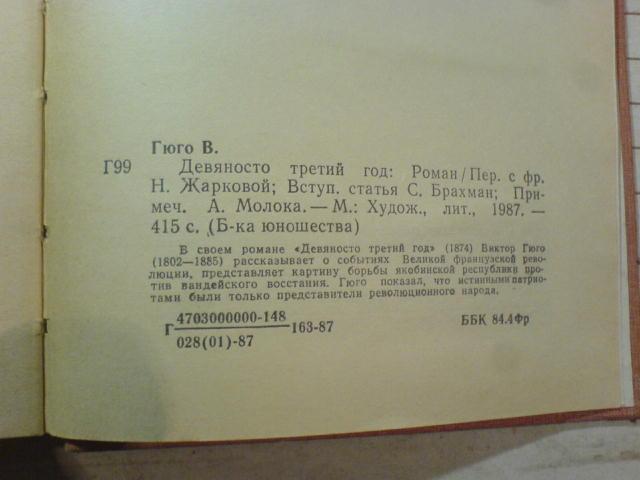 Гюго В.
Г99 Девяносто третий год: Роман/Пер. с фр.
Н. Жарковой; Вступ. статья С. Брахман; При-
меч. А. Молока. — М.: Худож., лит., 1987. —
415 с. (Б-ка юношества)
В своем романе «Девяносто третий год» (1874) Виктор Гюго
(1802—1885) рассказывает о событиях Великой французской рево-
люции, представляет картину борьбы якобинской республики про-
тив вандейского восстания. Гюго показал, что истинными патрио-
тами были только представители революционного народа.
4703000000-148
Г 163-87
028(01)-87
ББК 84.4Фр